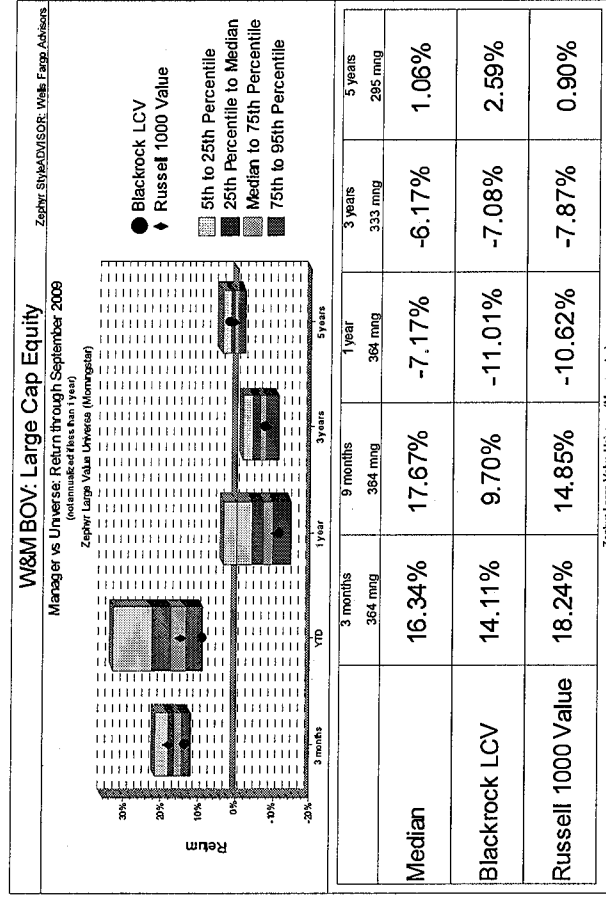 W&M BOV: Large Cap Equity
Zephyr StyleADVISOR: Wells Fargo Advisors
Manager vs Universe: Return through September 2009
(not annualized if less than 1 year)
Zephyr Large Value Universe (Morningstar)
30%
20%
10%
0%
-10%
-20%
Return
3 months
YTD
1 year
3 years
5 years
Blackrock LCV
Russell 1000 Value
5th to 25th Percentile
25th Percentile to Median
Median to 75th Percentile
75th to 95th Percentile
3 months 9 months 1 year 3 years 5 years
364 mng 364 mng 364 mng 333 mng 295 mng
Median 16.34% 17.67% -7.17% -6.17% 1.06%
Blackrock LCV 14.11% 9.70% -11.01% -7.08% 2.59%
Russell 1000 Value 18.24% 14.85% -10.62% -7.87% 0.90%